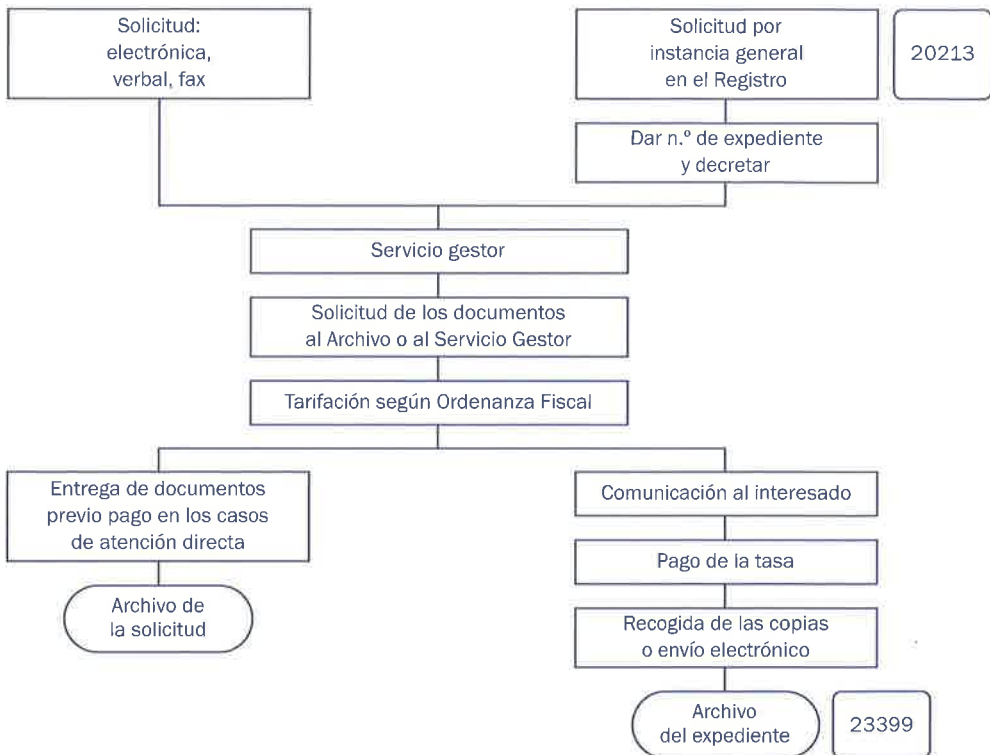 Solicitud:
electrónica,
verbal, fax
Solicitud por
instancia general
en el Registro
20213
Dar n.º de expediente
y decretar
Servicio gestor
Solicitud de los documentos
al Archivo o al Servicio Gestor
Tarifación según Ordenanza Fiscal
Entrega de documentos
previo pago en los casos
de atención directa
Archivo de
la solicitud
Comunicación al interesado
Pago de la tasa
Recogida de las copias
o envío electrónico
Archivo
del expediente
23399